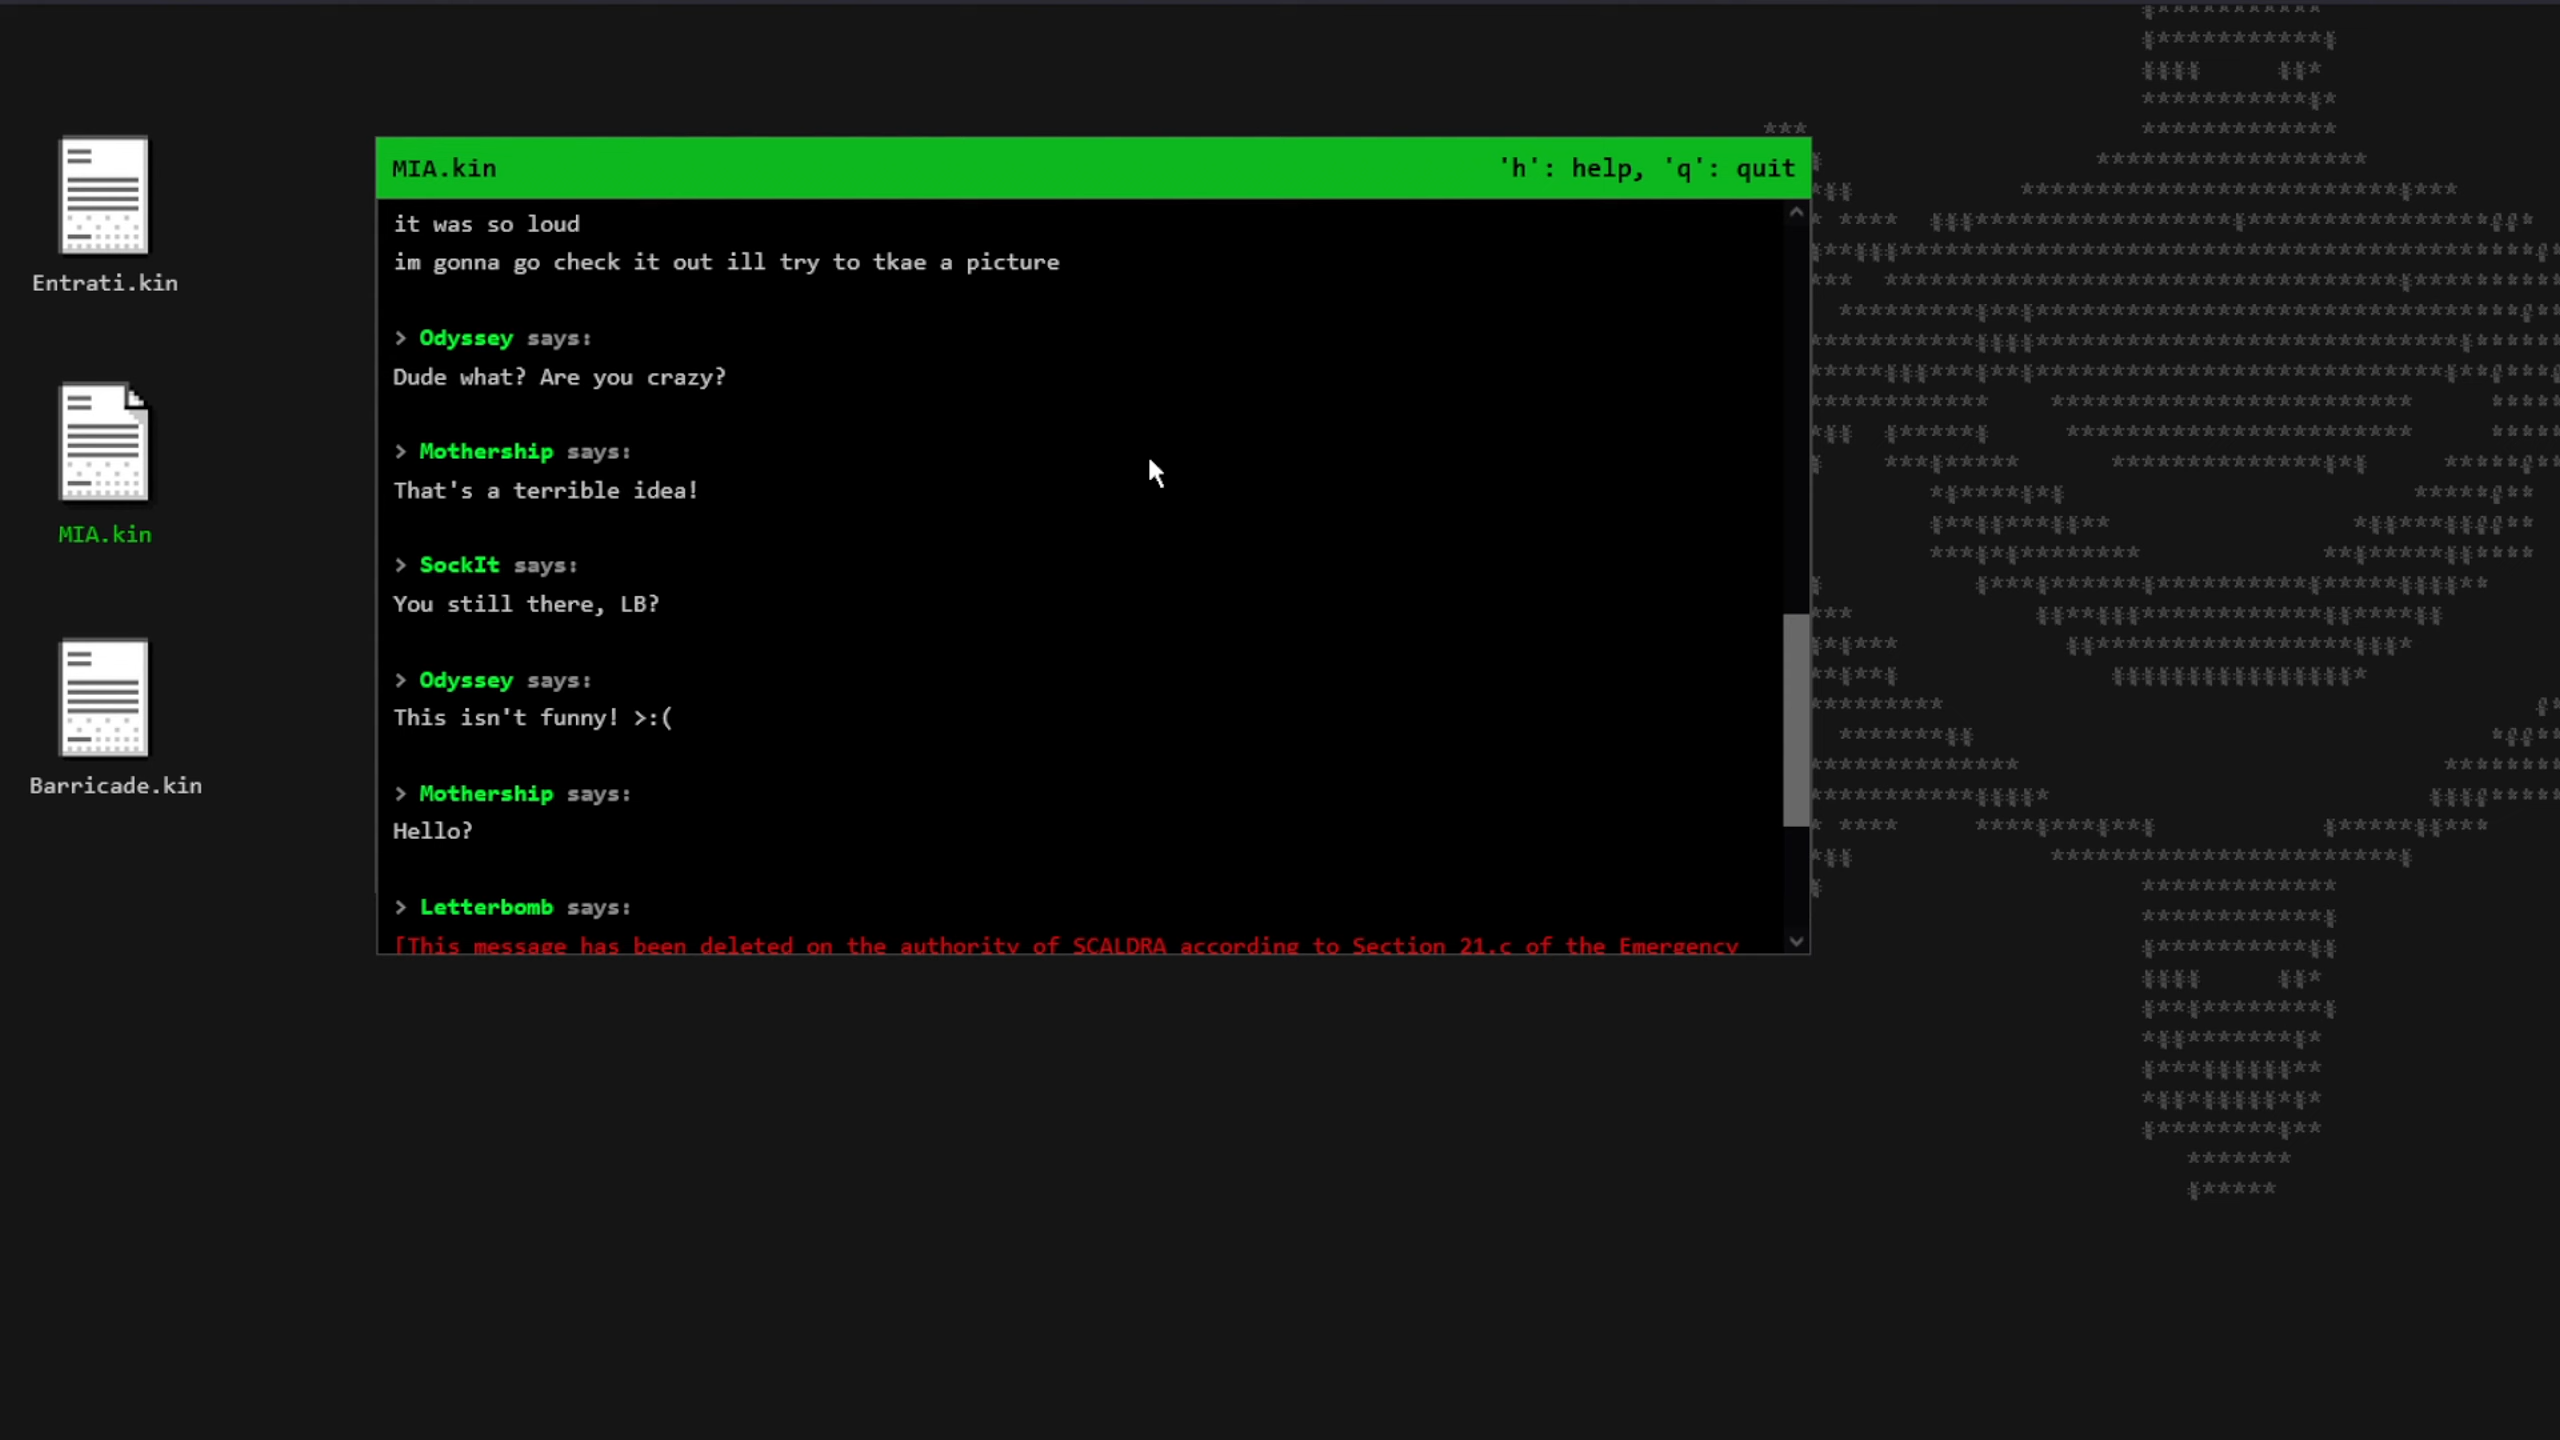 MIA.kin 'h': help, 'q': quit
it was so loud
im gonna go check it out ill try to tkae a picture
> Odyssey says:
Dude what? Are you crazy?
> Mothership says:
That's a terrible idea!
> SockIt says:
You still there, LB?
> Odyssey says:
This isn't funny! >:(
> Mothership says:
Hello?
> Letterbomb says:
[This message has been deleted on the authority of SCALDRA according to Section 21.c of the Emergency
Entrati.kin
MIA.kin
Barricade.kin